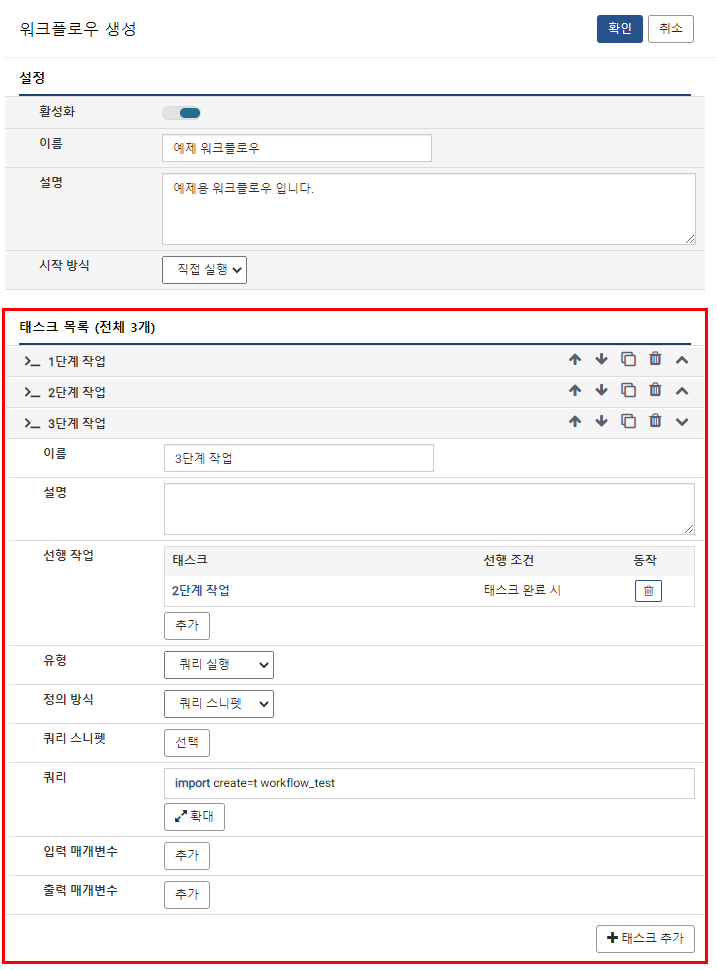 워크플로우 생성
확인 취소
설정
활성화
이름 예제 워크플로우
설명 예제용 워크플로우 입니다.
시작 방식 직접 실행
태스크 목록 (전체 3개)
1단계 작업
2단계 작업
3단계 작업
이름 3단계 작업
설명
선행 작업 태스크 선행 조건 동작
2단계 작업 태스크 완료 시
추가
유형 쿼리 실행
정의 방식 쿼리 스니펫
쿼리 스니펫 선택
쿼리 import create=t workflow_test
확대
입력 매개변수 추가
출력 매개변수 추가
태스크 추가